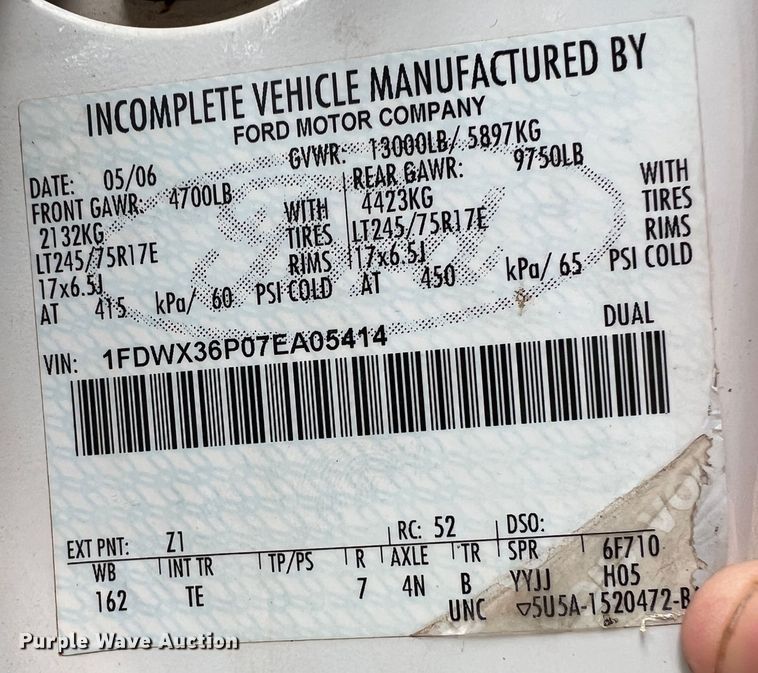 INCOMPLETE VEHICLE MANUFACTURED BY
FORD MOTOR COMPANY
DATE: 05/06 GVWR: 13000LB/ 5897KG
FRONT GAWR: 4700LB REAR GAWR: 9750LB
2132KG WITH 4423KG WITH
LT245/75R17E TIRES LT245/75R17E TIRES
17x6.5J RIMS 17x6.5J RIMS
AT 415 kPa/ 60 PSI COLD AT 450 kPa/ 65 PSI COLD
DUAL
VIN: 1FDWX36P07EA05414
EXT PNT: Z1 RC: 52 DSO:
WB INT TR TP/PS R AXLE TR SPR 6F710
162 TE 7 4N B YYJJ H05
UNC ▽5U5A-1520472-B
Purple Wave Auction